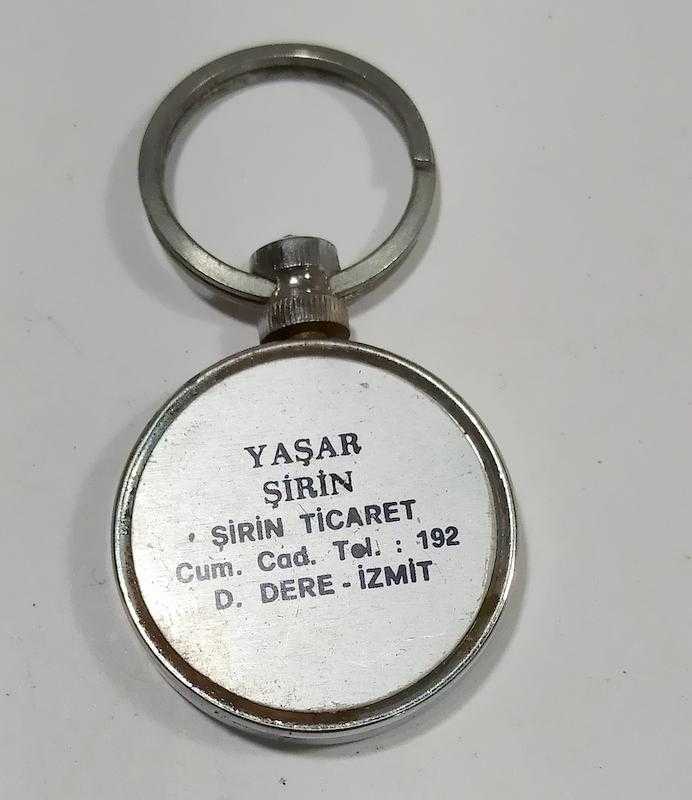 YAŞAR
ŞİRİN
ŞİRİN TİCARET
Cum. Cad. Tel. : 192
D. DERE - İZMİT